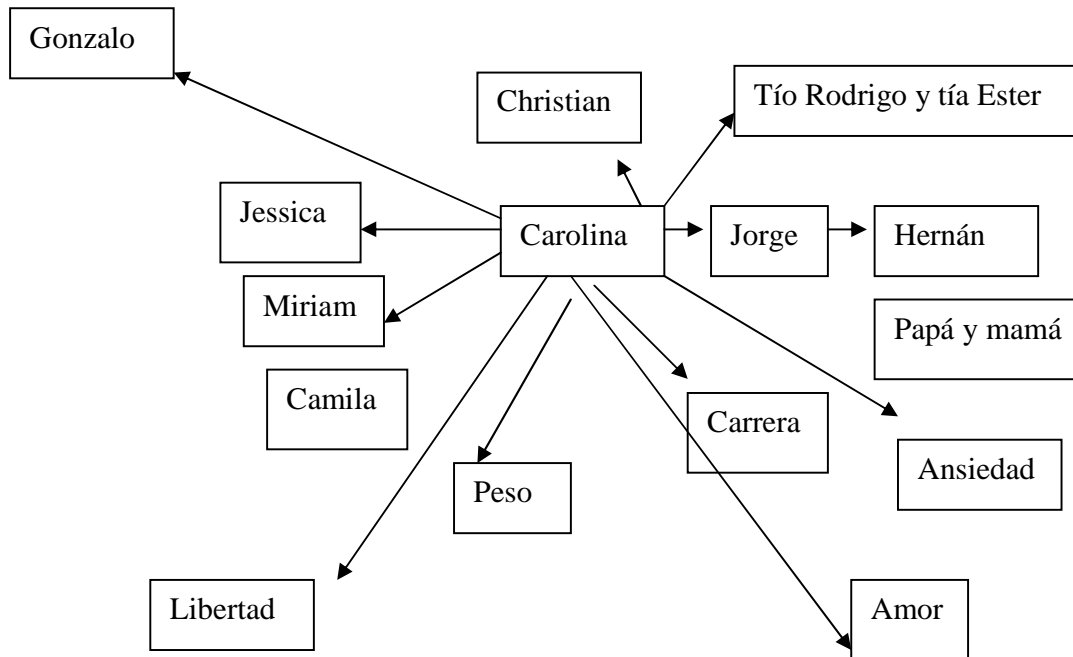 Gonzalo
Christian
Tío Rodrigo y tía Ester
Jessica
Carolina
Jorge
Hernán
Miriam
Papá y mamá
Camila
Carrera
Ansiedad
Peso
Libertad
Amor